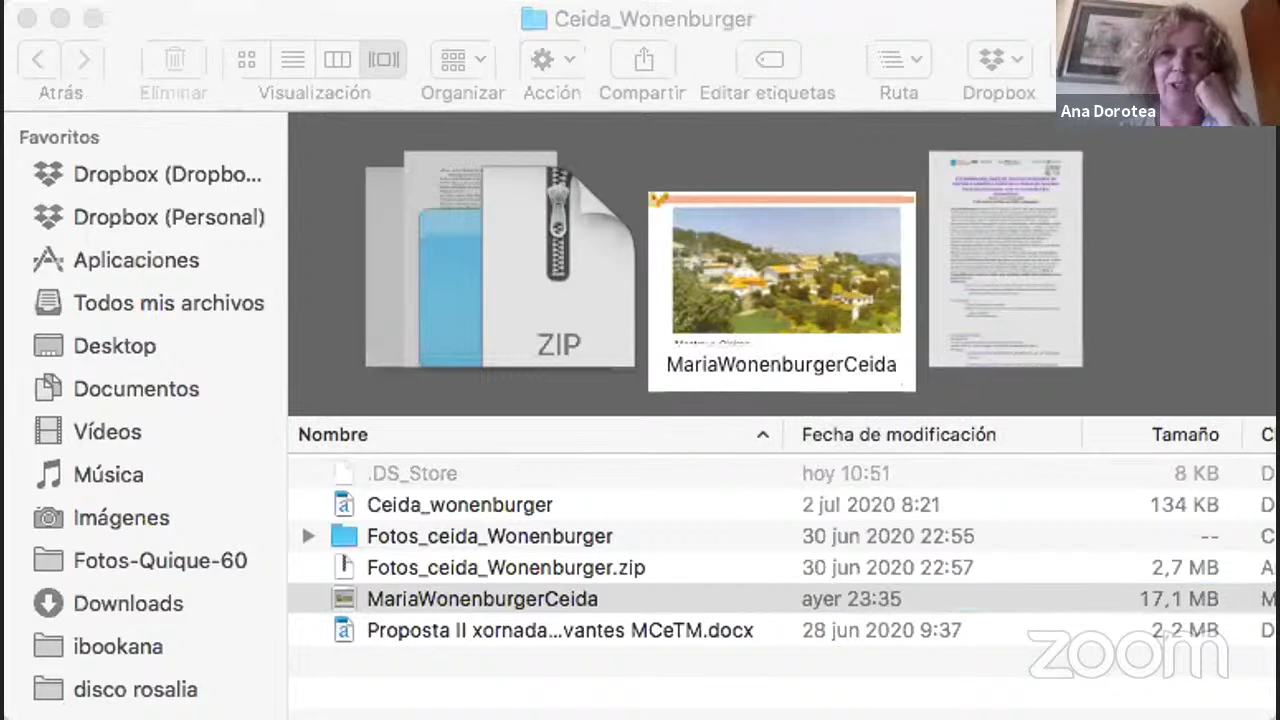 Ceida_Wonenburger
Atrás
Eliminar
Visualización
Organizar
Acción
Compartir
Editar etiquetas
Ruta
Dropbox
Ana Dorotea
Favoritos
Dropbox (Dropbo...
Dropbox (Personal)
Aplicaciones
Todos mis archivos
Desktop
Documentos
Vídeos
Música
Imágenes
Fotos-Quique-60
Downloads
ibookana
disco rosalia
ZIP
MariaWonenburgerCeida
Nombre Fecha de modificación Tamaño C
.DS_Store hoy 10:51 8 KB D
Ceida_wonenburger 2 jul 2020 8:21 134 KB D
Fotos_ceida_Wonenburger 30 jun 2020 22:55 -- C
Fotos_ceida_Wonenburger.zip 30 jun 2020 22:57 2,7 MB A
MariaWonenburgerCeida ayer 23:35 17,1 MB M
Proposta II xornada...vantes MCeTM.docx 28 jun 2020 9:37 2,2 MB D
zoom